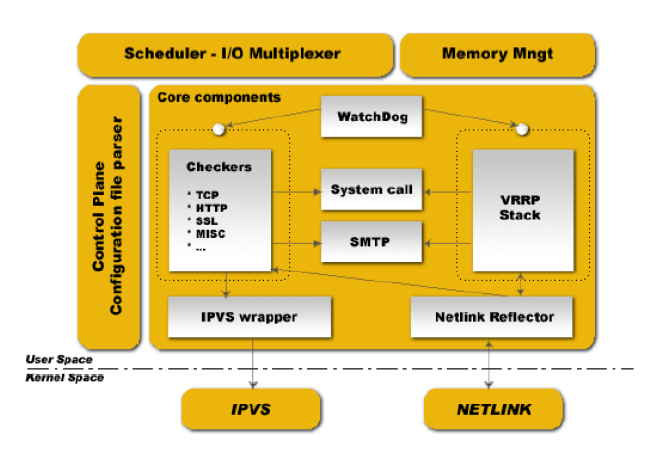 Scheduler - I/O Multiplexer
Memory Mngt
Control Plane
Configuration file parser
Core components
WatchDog
Checkers
* TCP
* HTTP
* SSL
* MISC
* ...
System call
SMTP
VRRP
Stack
IPVS wrapper
Netlink Reflector
User Space
Kernel Space
IPVS
NETLINK